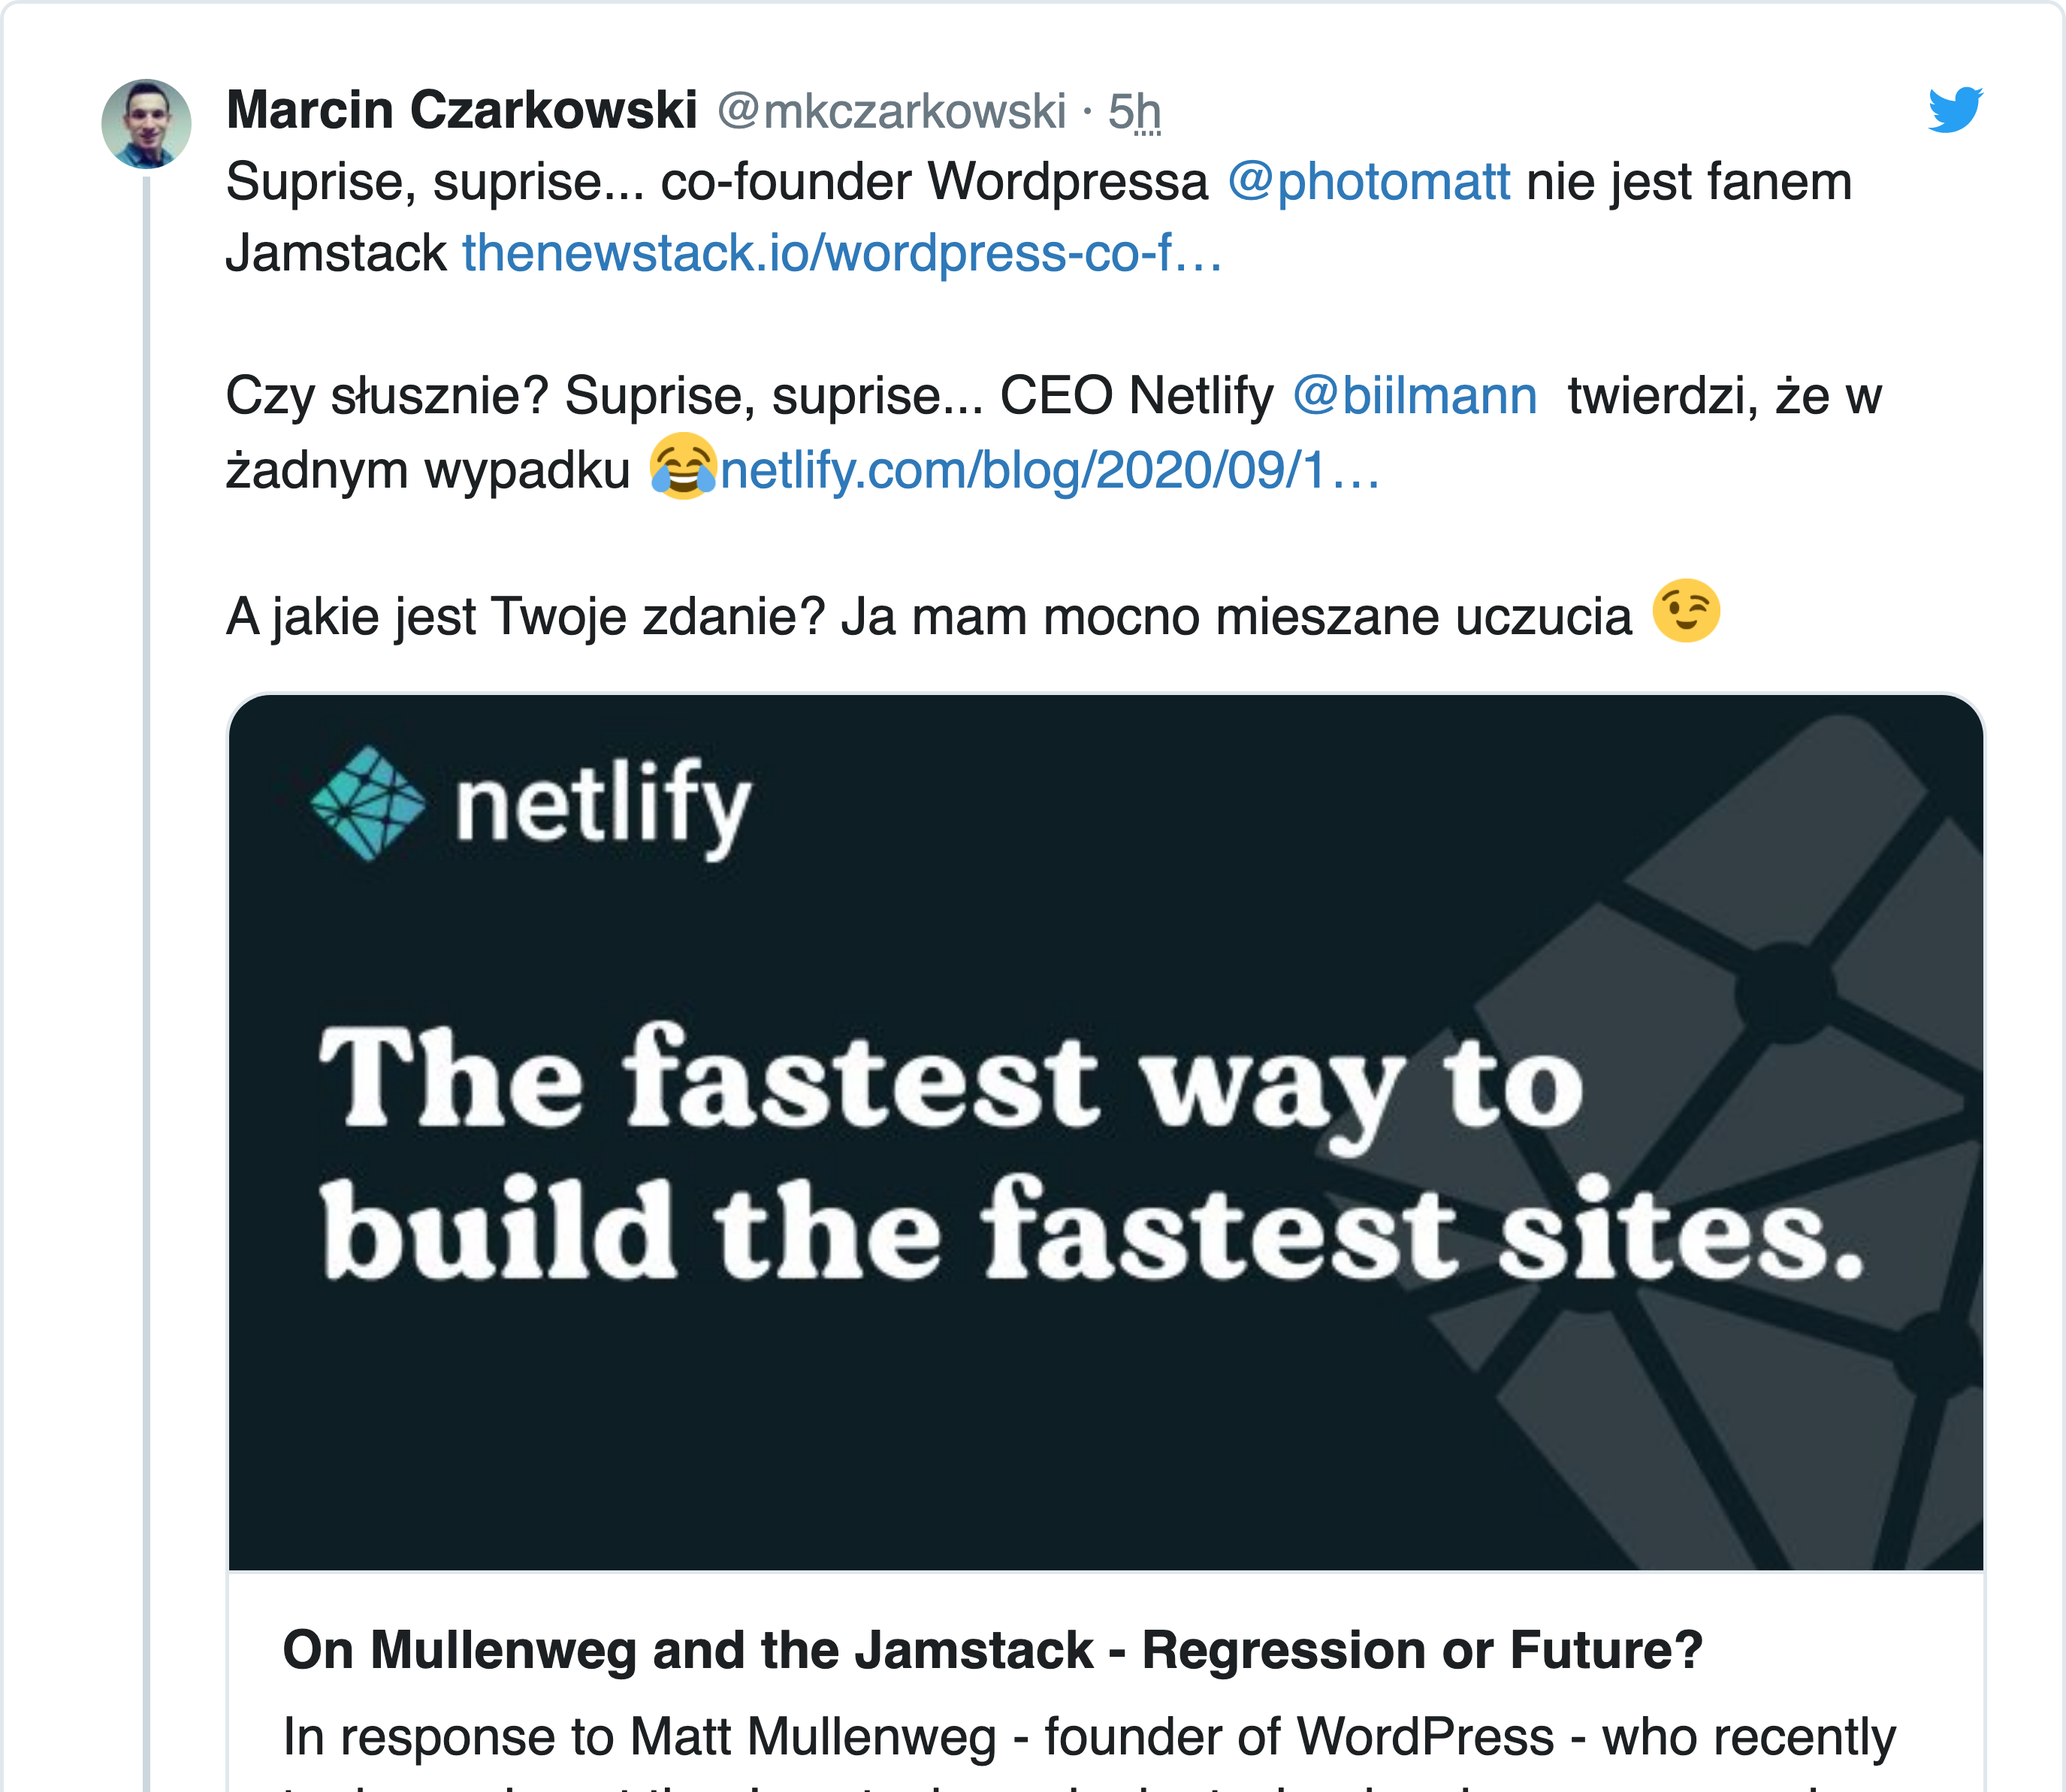 Marcin Czarkowski @mkczarkowski · 5h
Suprise, suprise... co-founder Wordpressa @photomatt nie jest fanem
Jamstack thenewstack.io/wordpress-co-f…
Czy słusznie? Suprise, suprise... CEO Netlify @biilmann twierdzi, że w
żadnym wypadku 😂netlify.com/blog/2020/09/1…
A jakie jest Twoje zdanie? Ja mam mocno mieszane uczucia 😉
netlify
The fastest way to
build the fastest sites.
On Mullenweg and the Jamstack - Regression or Future?
In response to Matt Mullenweg - founder of WordPress - who recently